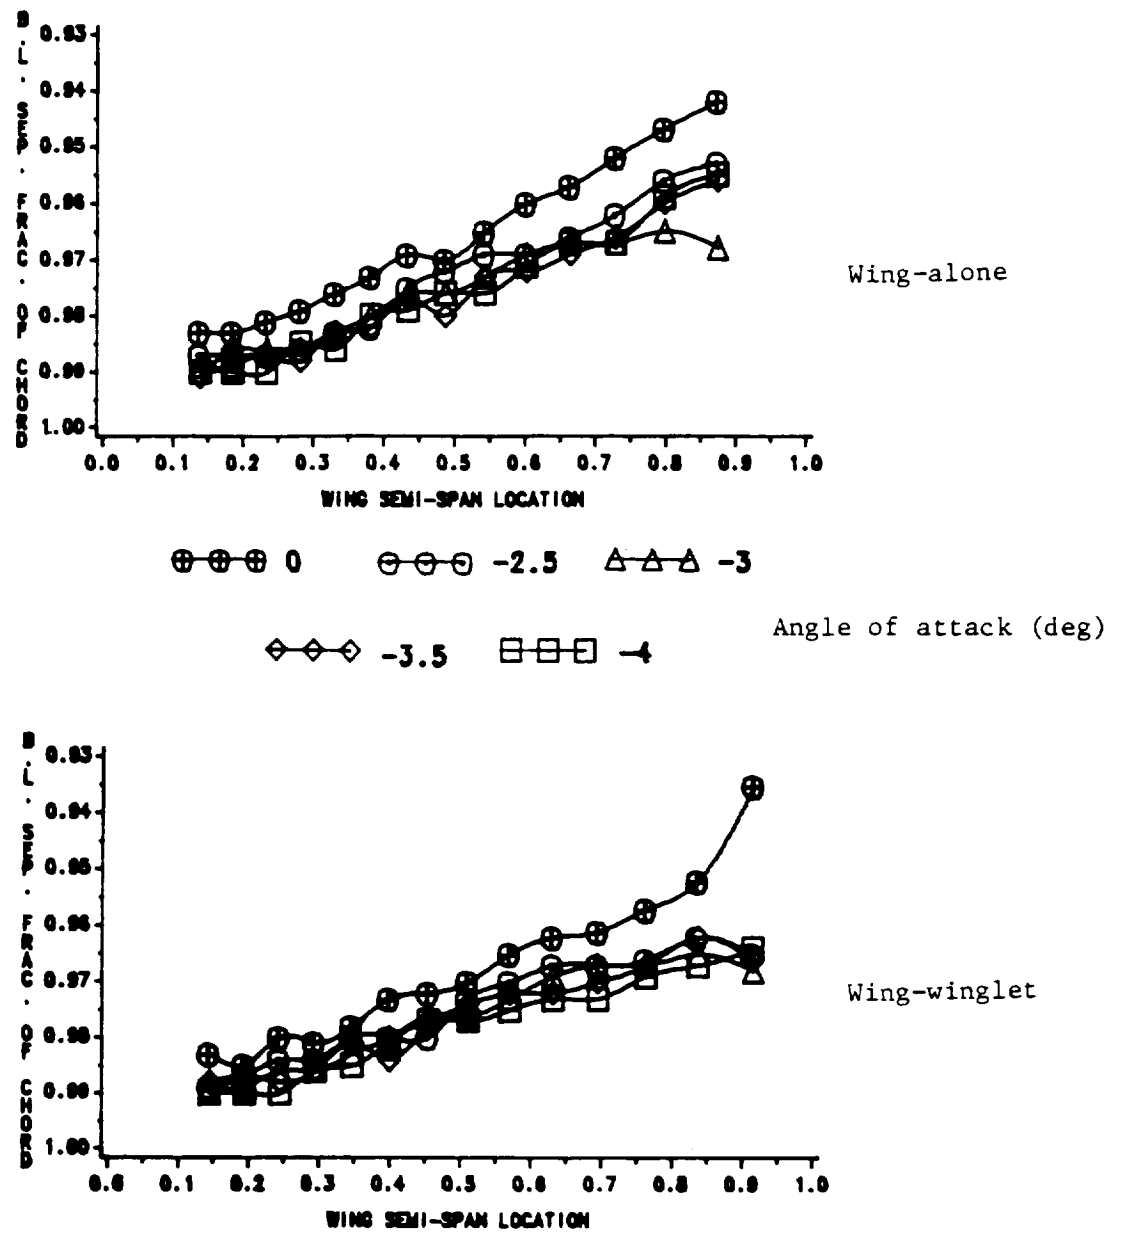 B.L. SEP. FRAC. OF CHORD
0.93
0.94
0.95
0.96
0.97
0.98
0.99
1.00
0.0 0.1 0.2 0.3 0.4 0.5 0.6 0.7 0.8 0.9 1.0
WING SEMI-SPAN LOCATION
Wing-alone
0 -2.5 -3
Angle of attack (deg)
-3.5 -4
B.L. SEP. FRAC. OF CHORD
0.93
0.94
0.95
0.96
0.97
0.98
0.99
1.00
0.0 0.1 0.2 0.3 0.4 0.5 0.6 0.7 0.8 0.9 1.0
WING SEMI-SPAN LOCATION
Wing-winglet